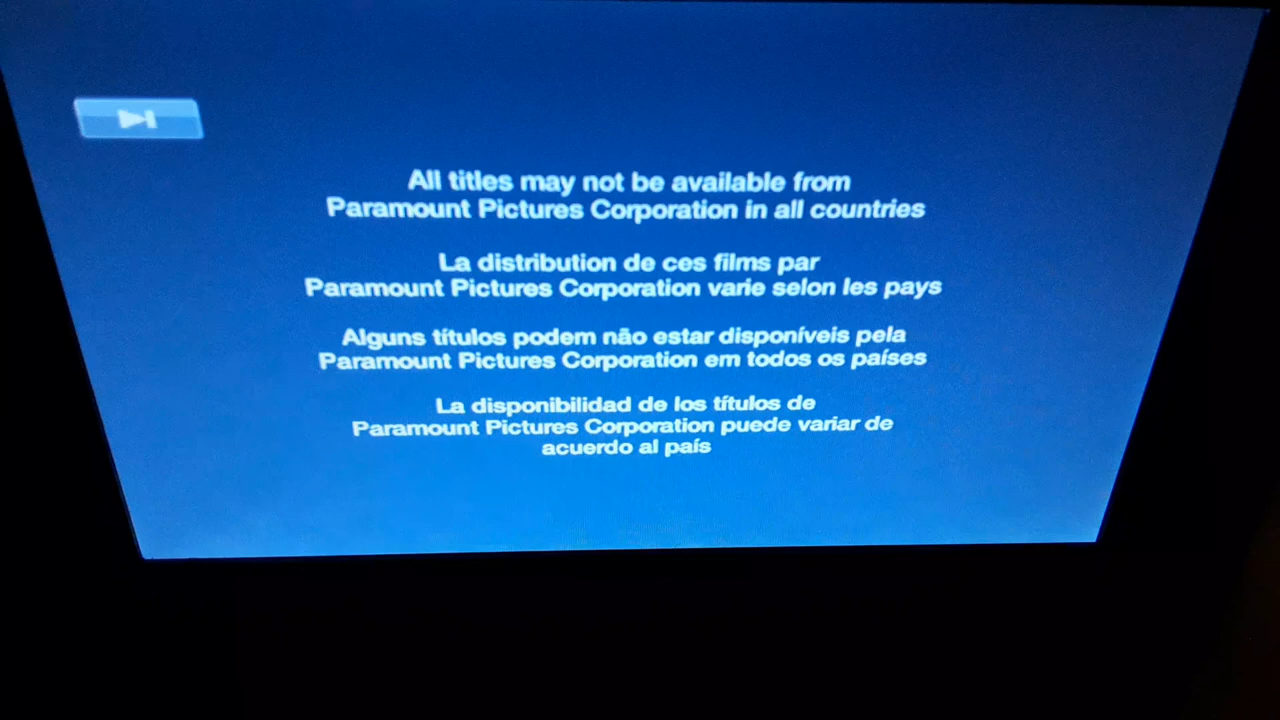 All titles may not be available from
Paramount Pictures Corporation in all countries
La distribution de ces films par
Paramount Pictures Corporation varie selon les pays
Alguns títulos podem não estar disponíveis pela
Paramount Pictures Corporation em todos os países
La disponibilidad de los títulos de
Paramount Pictures Corporation puede variar de
acuerdo al país